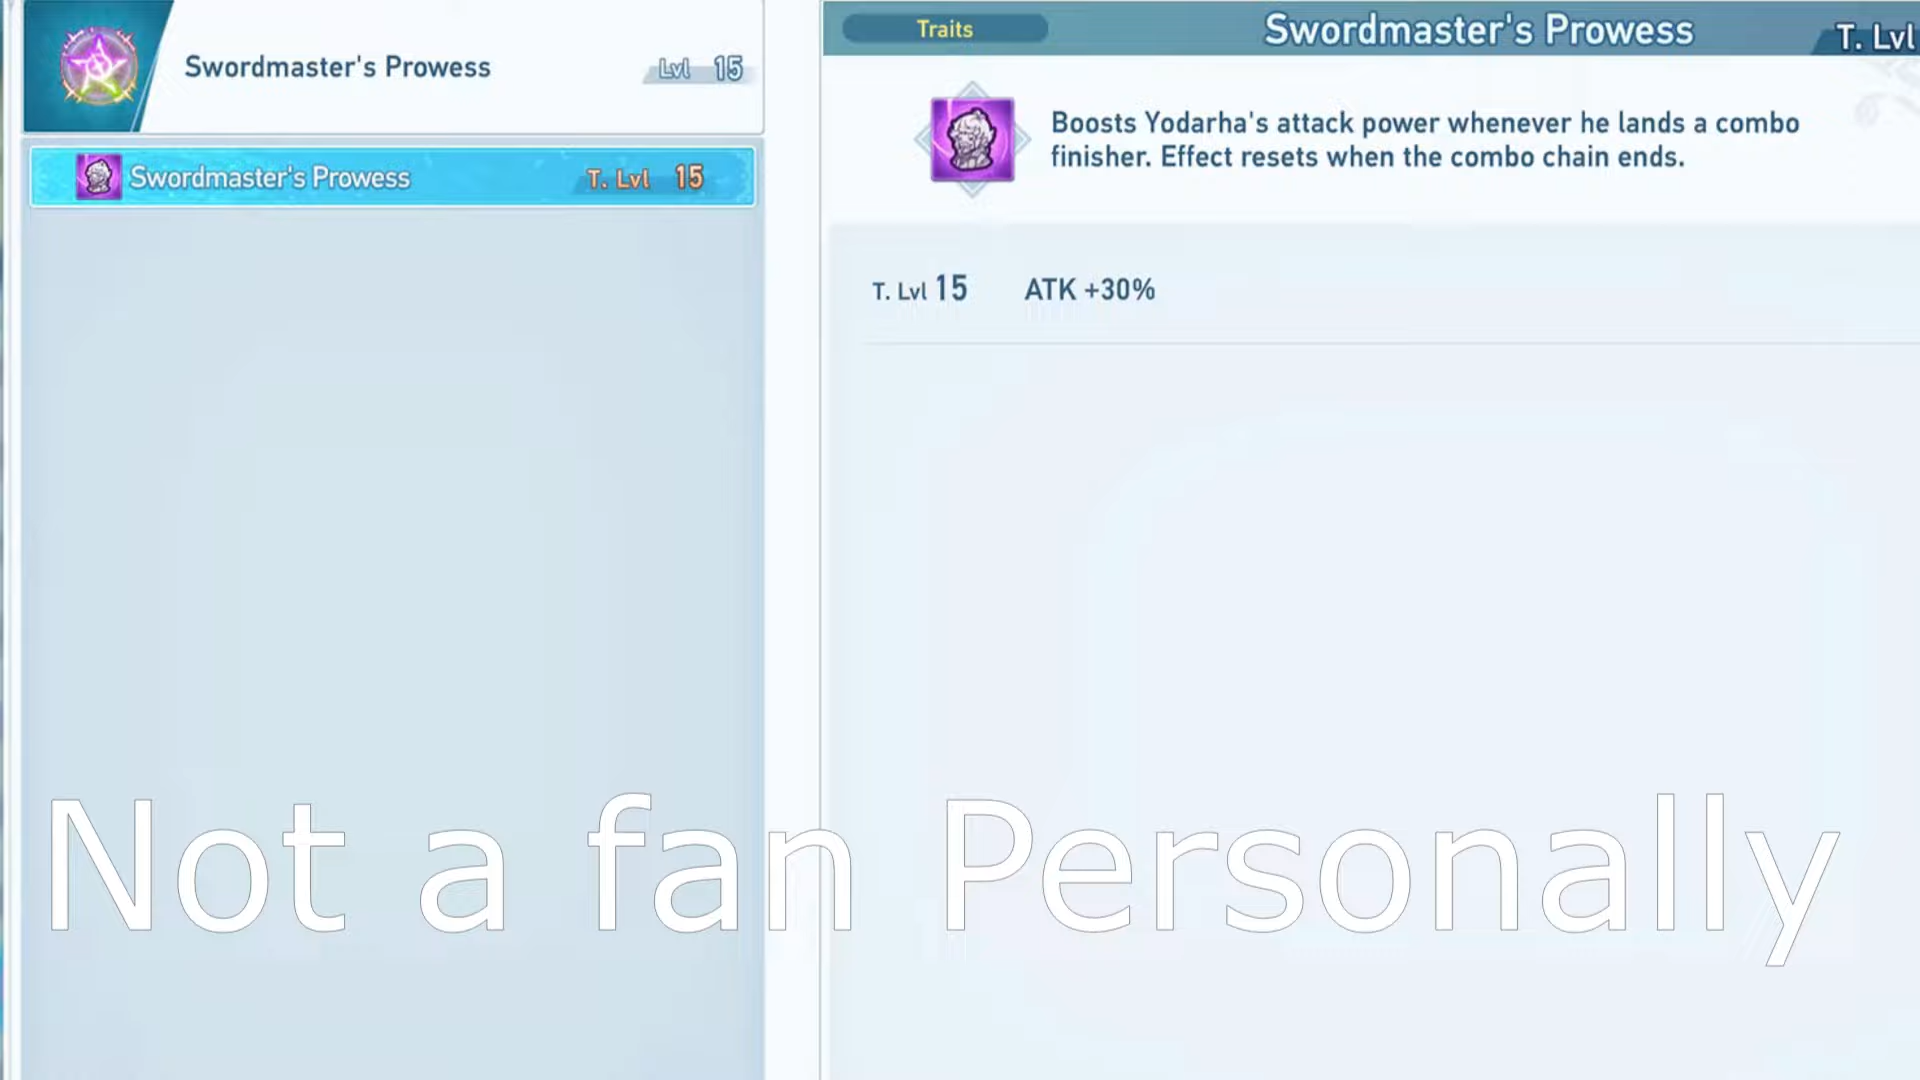 Swordmaster's Prowess Lvl 15
Swordmaster's Prowess T. Lvl 15
Traits Swordmaster's Prowess T. Lvl
Boosts Yodarha's attack power whenever he lands a combo
finisher. Effect resets when the combo chain ends.
T. Lvl 15 ATK +30%
Not a fan Personally